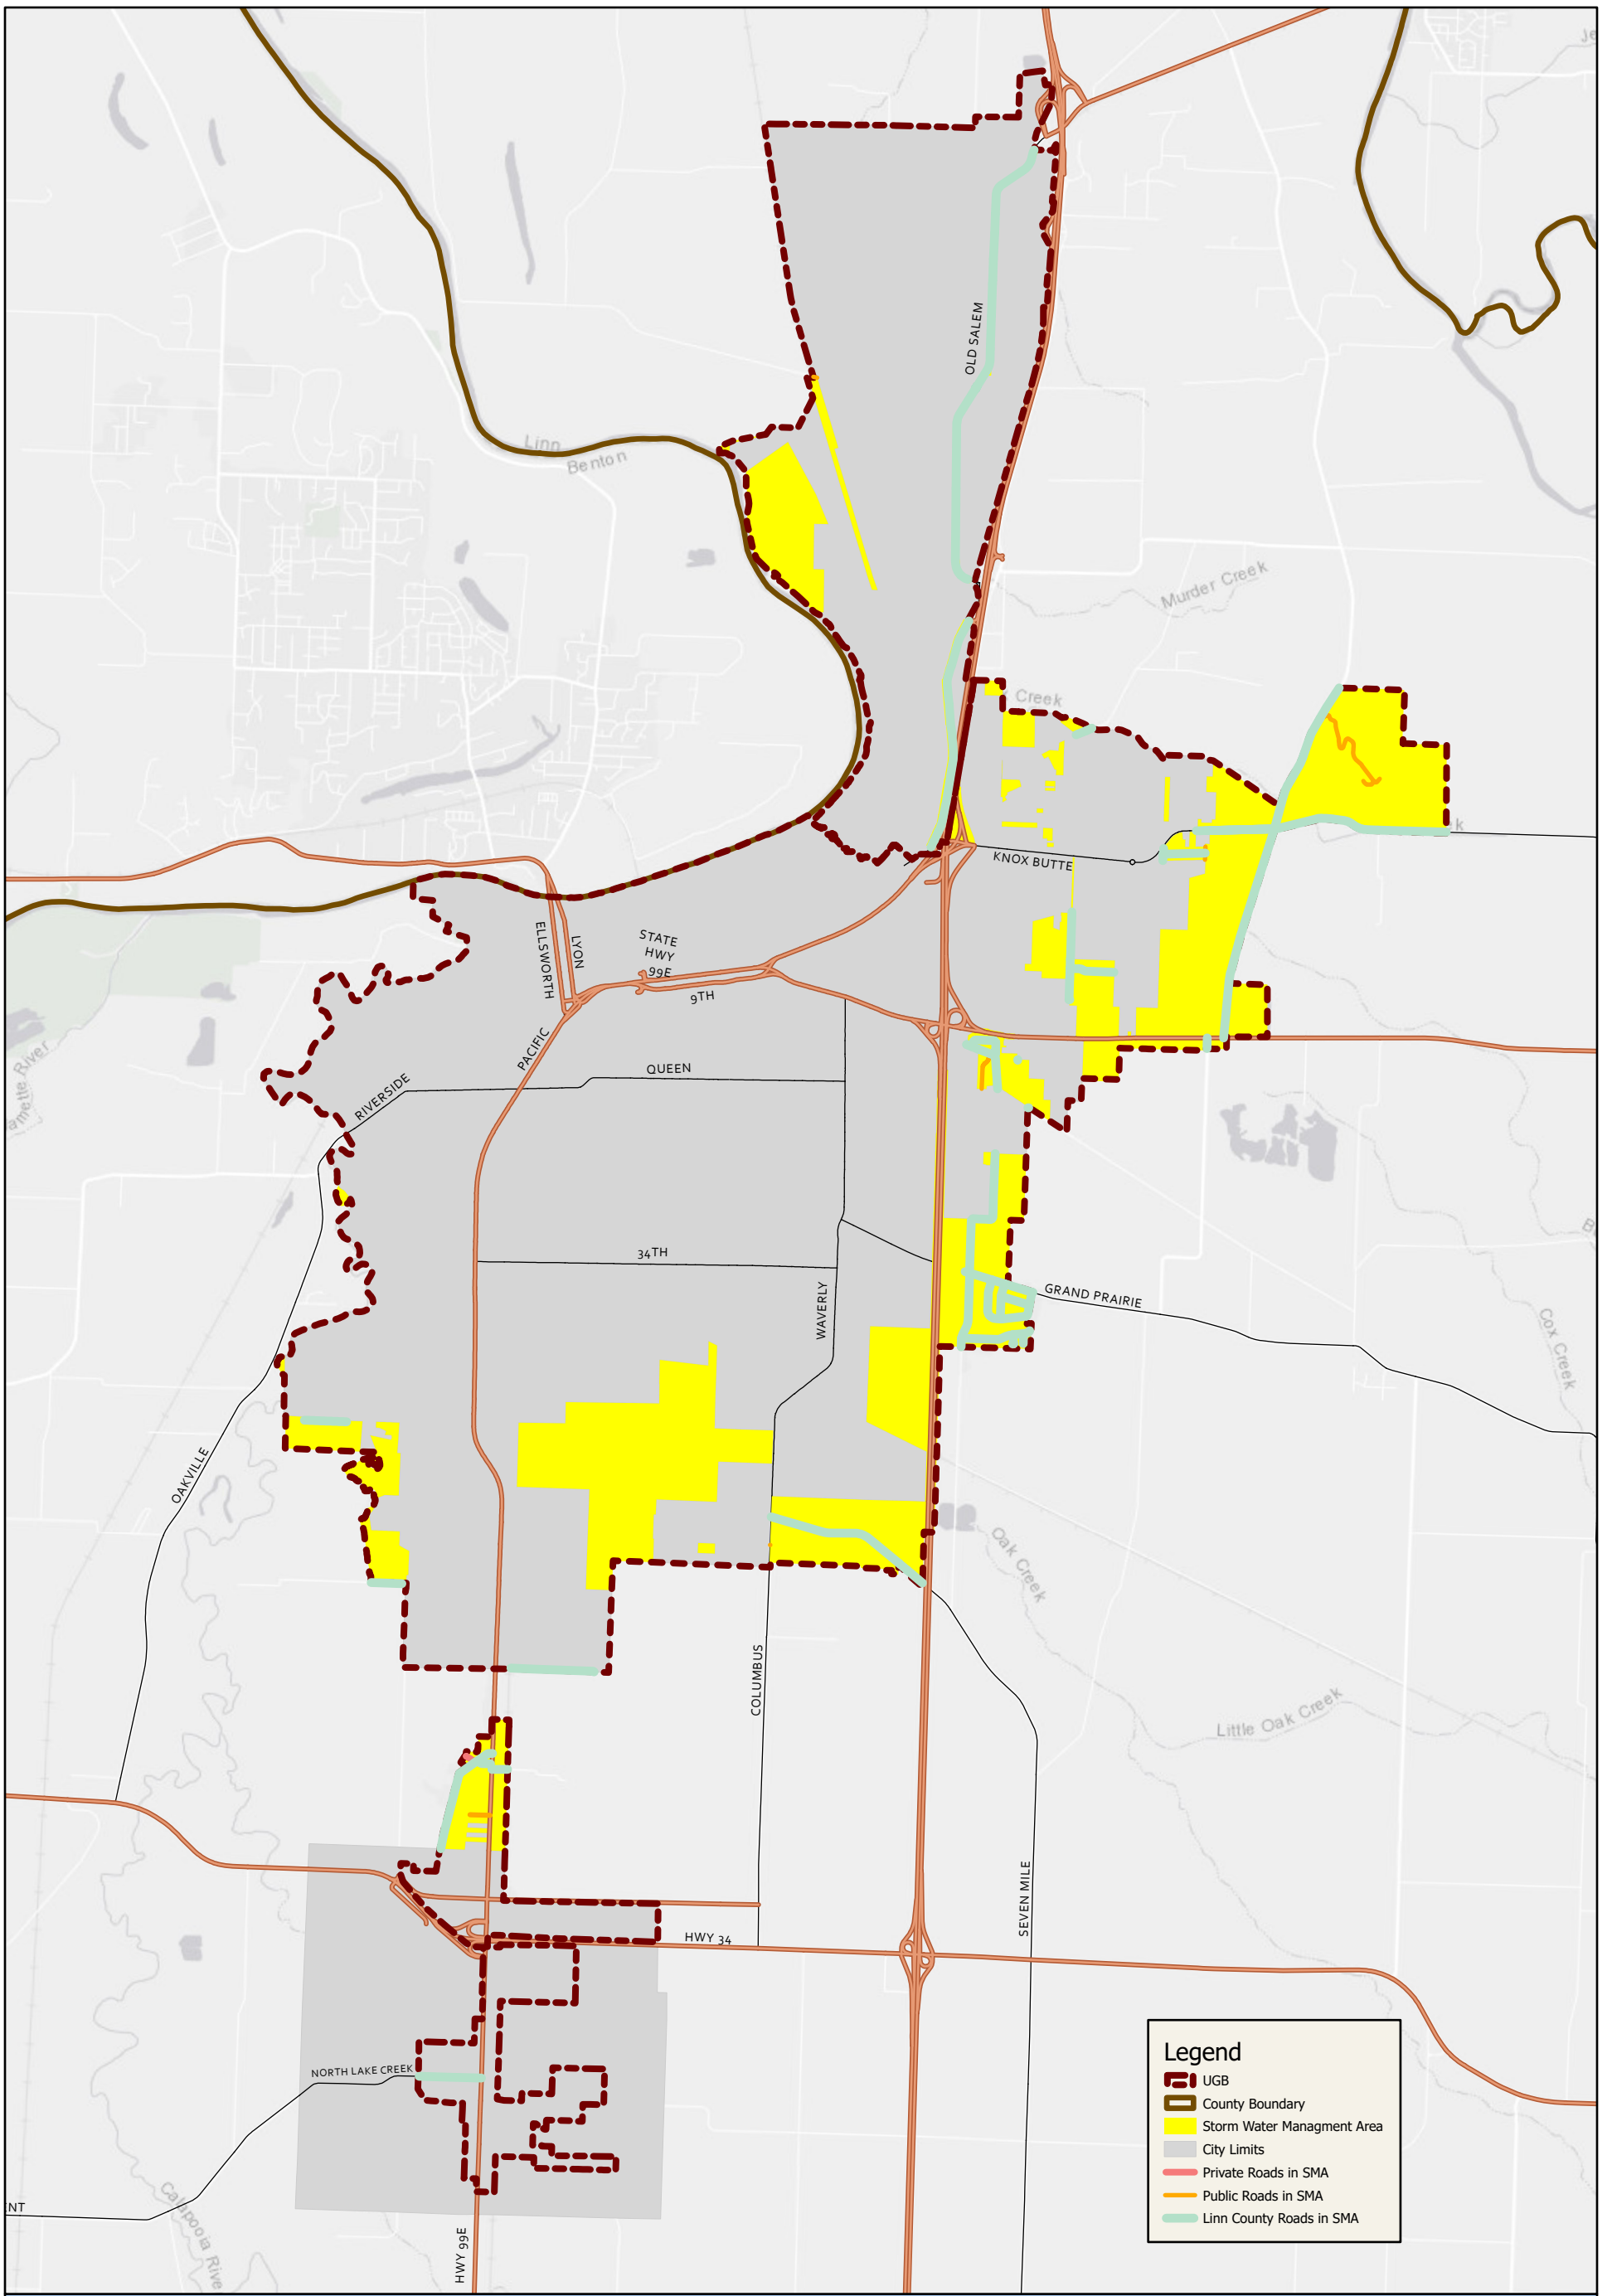 Linn
Benton
OLD SALEM
Murder Creek
Creek
KNOX BUTTE
ELLSWORTH
LYON
STATE
HWY
99E
9TH
PACIFIC
RIVERSIDE
QUEEN
34TH
WAVERLY
GRAND PRAIRIE
Cox Creek
OAKVILLE
Oak Creek
COLUMBUS
Little Oak Creek
SEVEN MILE
HWY 34
NORTH LAKE CREEK
HWY 99E
NT
Calapooia Rive
Legend
UGB
County Boundary
Storm Water Managment Area
City Limits
Private Roads in SMA
Public Roads in SMA
Linn County Roads in SMA